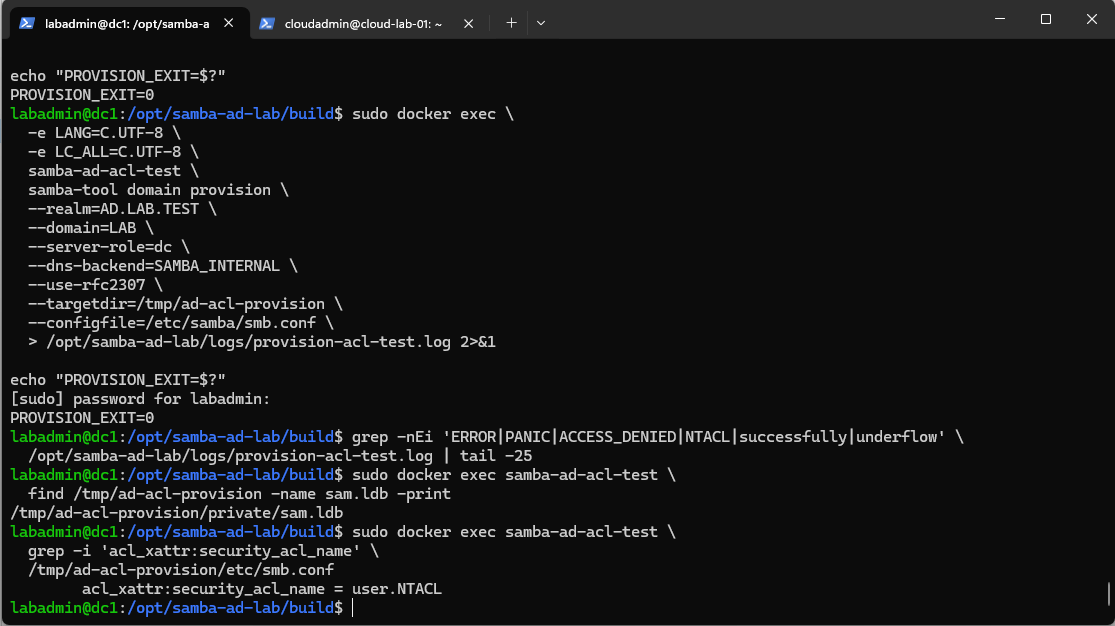 labadmin@dc1: /opt/samba-a
cloudadmin@cloud-lab-01: ~
echo "PROVISION_EXIT=$?"
PROVISION_EXIT=0
labadmin@dc1:/opt/samba-ad-lab/build$ sudo docker exec \
  -e LANG=C.UTF-8 \
  -e LC_ALL=C.UTF-8 \
  samba-ad-acl-test \
  samba-tool domain provision \
  --realm=AD.LAB.TEST \
  --domain=LAB \
  --server-role=dc \
  --dns-backend=SAMBA_INTERNAL \
  --use-rfc2307 \
  --targetdir=/tmp/ad-acl-provision \
  --configfile=/etc/samba/smb.conf \
  > /opt/samba-ad-lab/logs/provision-acl-test.log 2>&1
echo "PROVISION_EXIT=$?"
[sudo] password for labadmin:
PROVISION_EXIT=0
labadmin@dc1:/opt/samba-ad-lab/build$ grep -nEi 'ERROR|PANIC|ACCESS_DENIED|NTACL|successfully|underflow' \
  /opt/samba-ad-lab/logs/provision-acl-test.log | tail -25
labadmin@dc1:/opt/samba-ad-lab/build$ sudo docker exec samba-ad-acl-test \
  find /tmp/ad-acl-provision -name sam.ldb -print
/tmp/ad-acl-provision/private/sam.ldb
labadmin@dc1:/opt/samba-ad-lab/build$ sudo docker exec samba-ad-acl-test \
  grep -i 'acl_xattr:security_acl_name' \
  /tmp/ad-acl-provision/etc/smb.conf
        acl_xattr:security_acl_name = user.NTACL
labadmin@dc1:/opt/samba-ad-lab/build$